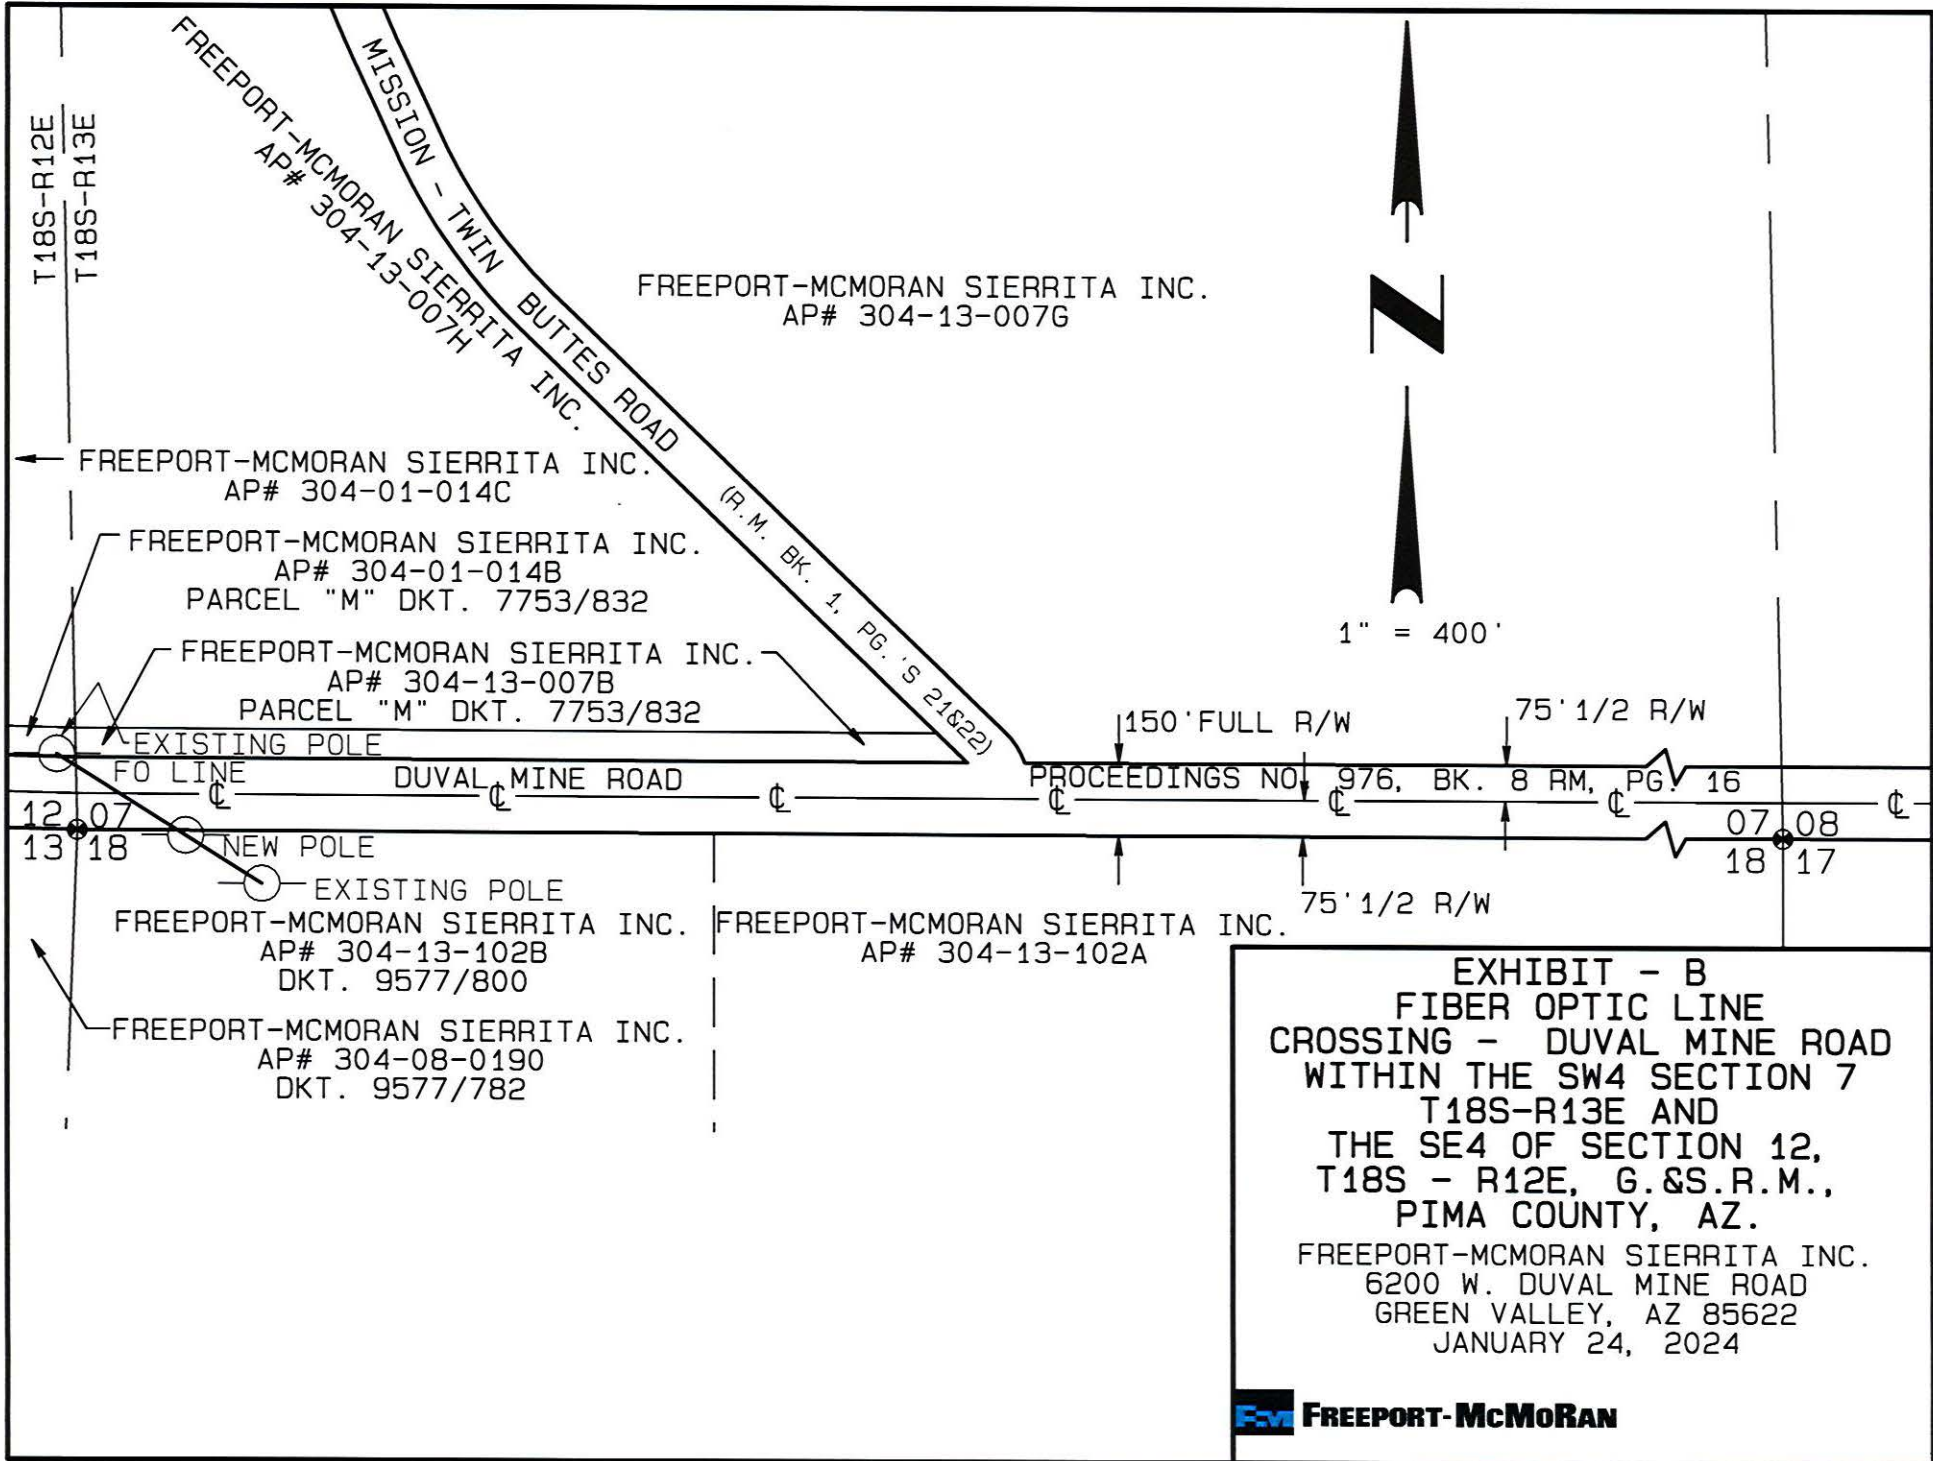 T18S-R12E
T18S-R13E
FREEPORT-MCMORAN SIERRITA INC.
AP# 304-13-007H
MISSION - TWIN BUTTES ROAD
(R.M. BK. 1, PG.'S 21&22)
FREEPORT-MCMORAN SIERRITA INC.
AP# 304-13-007G
N
1" = 400'
FREEPORT-MCMORAN SIERRITA INC.
AP# 304-01-014C
FREEPORT-MCMORAN SIERRITA INC.
AP# 304-01-014B
PARCEL "M" DKT. 7753/832
FREEPORT-MCMORAN SIERRITA INC.
AP# 304-13-007B
PARCEL "M" DKT. 7753/832
150'FULL R/W
75'1/2 R/W
EXISTING POLE
FO LINE
DUVAL MINE ROAD
PROCEEDINGS NO. 976, BK. 8 RM, PG. 16
℄ ℄ ℄ ℄ ℄ ℄ ℄
12 07
13 18
07 08
18 17
NEW POLE
EXISTING POLE
75'1/2 R/W
FREEPORT-MCMORAN SIERRITA INC.
AP# 304-13-102B
DKT. 9577/800
FREEPORT-MCMORAN SIERRITA INC.
AP# 304-13-102A
FREEPORT-MCMORAN SIERRITA INC.
AP# 304-08-0190
DKT. 9577/782
EXHIBIT - B
FIBER OPTIC LINE
CROSSING - DUVAL MINE ROAD
WITHIN THE SW4 SECTION 7
T18S-R13E AND
THE SE4 OF SECTION 12,
T18S - R12E, G.&S.R.M.,
PIMA COUNTY, AZ.
FREEPORT-MCMORAN SIERRITA INC.
6200 W. DUVAL MINE ROAD
GREEN VALLEY, AZ 85622
JANUARY 24, 2024
FM FREEPORT-MCMORAN